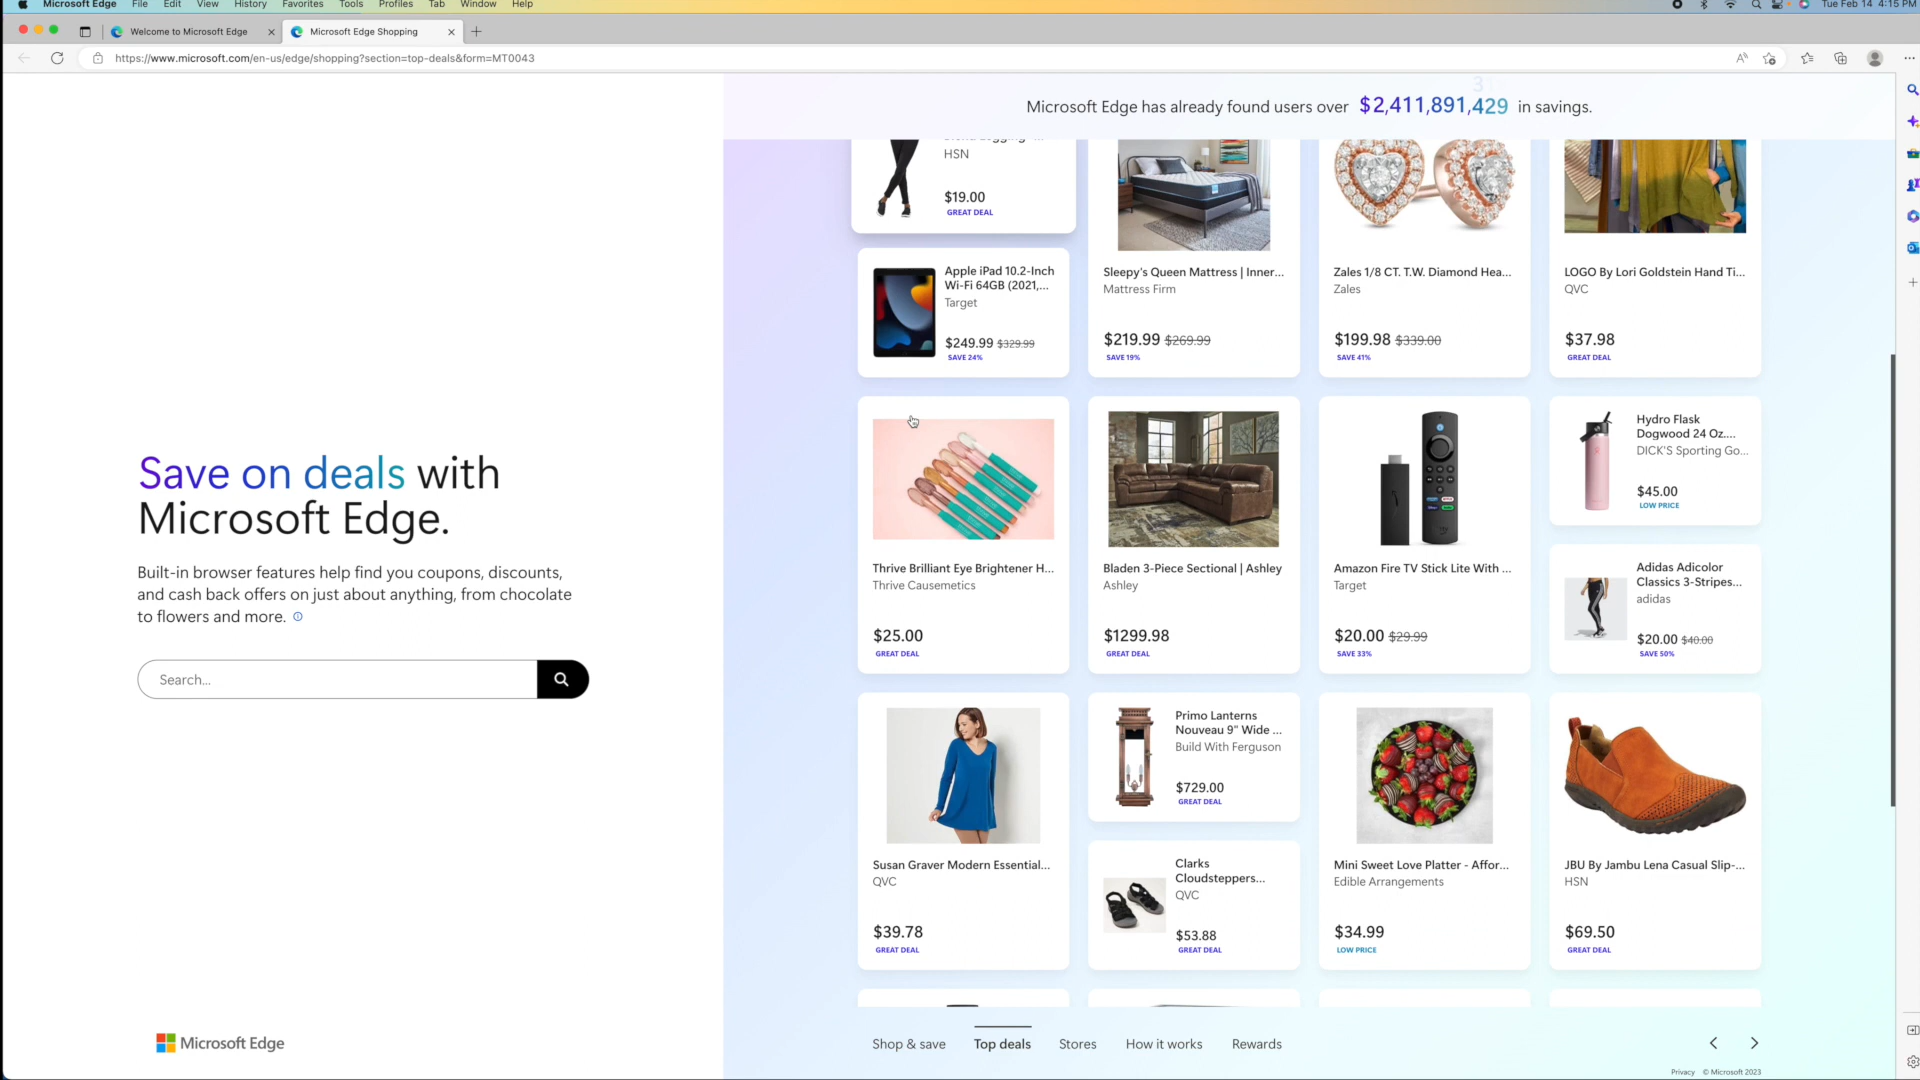 Microsoft Edge File Edit View History Favorites Tools Profiles Tab Window Help
Tue Feb 14 4:15 PM
Welcome to Microsoft Edge
Microsoft Edge Shopping
https://www.microsoft.com/en-us/edge/shopping?section=top-deals&form=MT0043
Microsoft Edge has already found users over $2,411,891,429 in savings.
Save on deals with
Microsoft Edge.
Built-in browser features help find you coupons, discounts,
and cash back offers on just about anything, from chocolate
to flowers and more.
Search...
HSN
$19.00
GREAT DEAL
Apple iPad 10.2-Inch
Wi-Fi 64GB (2021,...
Target
$249.99 $329.99
SAVE 24%
Sleepy's Queen Mattress | Inner...
Mattress Firm
$219.99 $269.99
SAVE 19%
Zales 1/8 CT. T.W. Diamond Hea...
Zales
$199.98 $339.00
SAVE 41%
LOGO By Lori Goldstein Hand Ti...
QVC
$37.98
GREAT DEAL
Thrive Brilliant Eye Brightener H...
Thrive Causemetics
$25.00
GREAT DEAL
Bladen 3-Piece Sectional | Ashley
Ashley
$1299.98
GREAT DEAL
Amazon Fire TV Stick Lite With ...
Target
$20.00 $29.99
SAVE 33%
Hydro Flask
Dogwood 24 Oz....
DICK'S Sporting Go...
$45.00
LOW PRICE
Adidas Adicolor
Classics 3-Stripes...
adidas
$20.00 $40.00
SAVE 50%
Susan Graver Modern Essential...
QVC
$39.78
GREAT DEAL
Primo Lanterns
Nouveau 9" Wide ...
Build With Ferguson
$729.00
GREAT DEAL
Clarks
Cloudsteppers...
QVC
$53.88
GREAT DEAL
Mini Sweet Love Platter - Affor...
Edible Arrangements
$34.99
LOW PRICE
JBU By Jambu Lena Casual Slip-...
HSN
$69.50
GREAT DEAL
Microsoft Edge
Shop & save Top deals Stores How it works Rewards
Privacy © Microsoft 2023